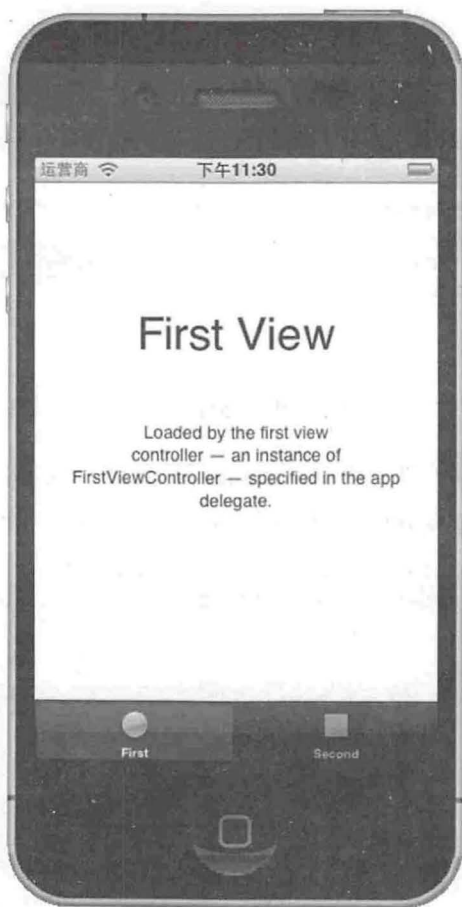 运营商 下午11:30
First View
Loaded by the first view
controller — an instance of
FirstViewController — specified in the app
delegate.
First Second